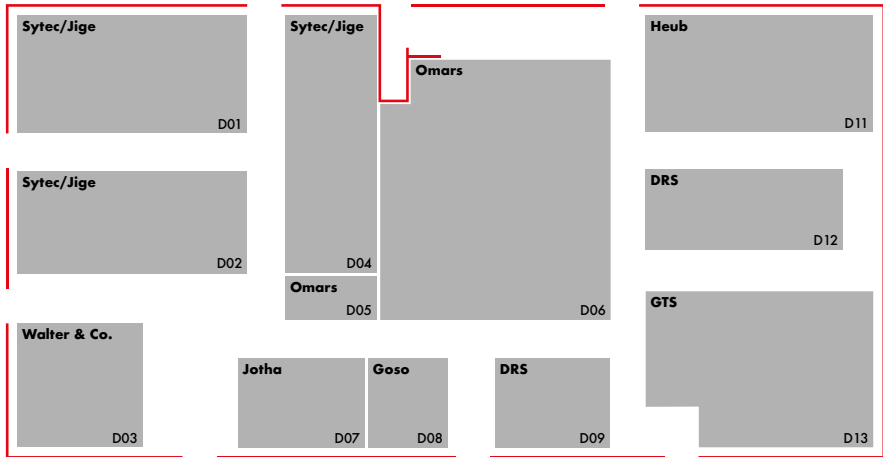 Sytec/Jige
D01
Sytec/Jige
D02
Walter & Co.
D03
Sytec/Jige
D04
Omars
D05
Omars
D06
Jotha
D07
Goso
D08
DRS
D09
Heub
D11
DRS
D12
GTS
D13